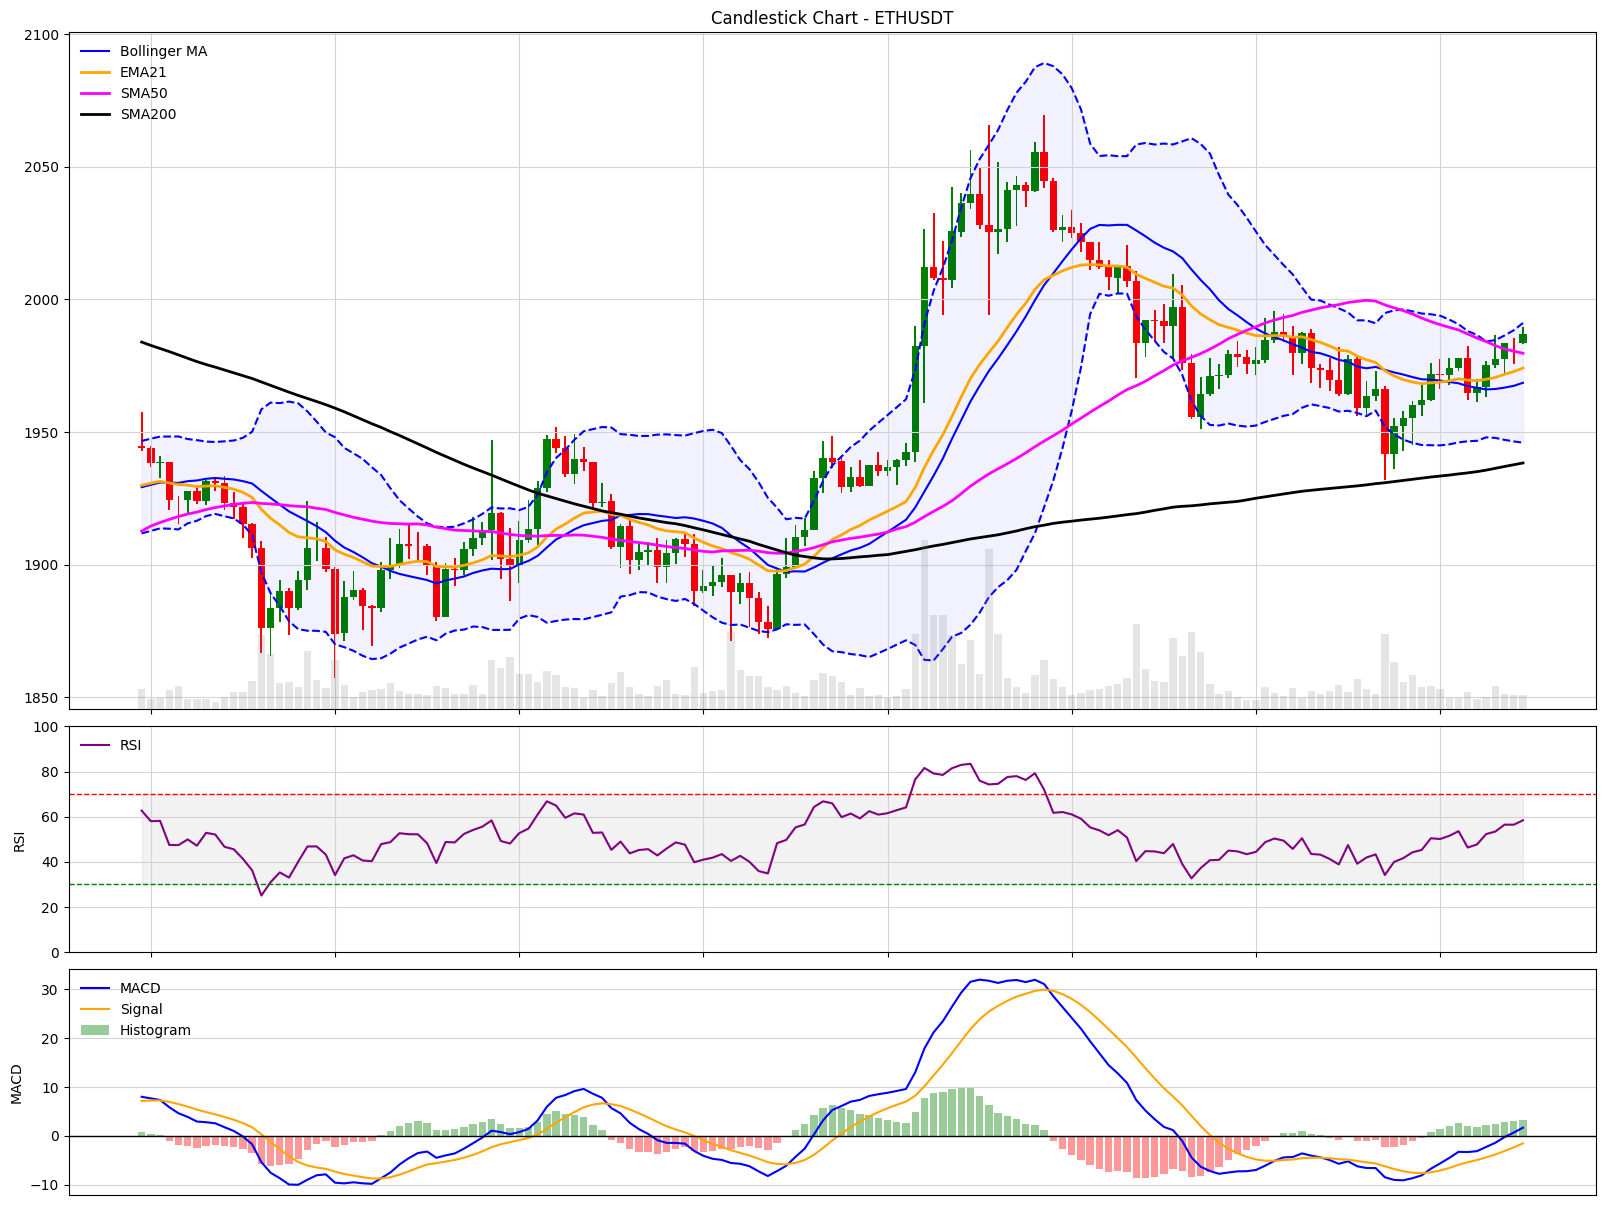 Candlestick Chart - ETHUSDT
2100
2050
2000
1950
1900
1850
Bollinger MA
EMA21
SMA50
SMA200
100
80
60
40
20
0
RSI
RSI
30
20
10
0
−10
MACD
MACD
Signal
Histogram